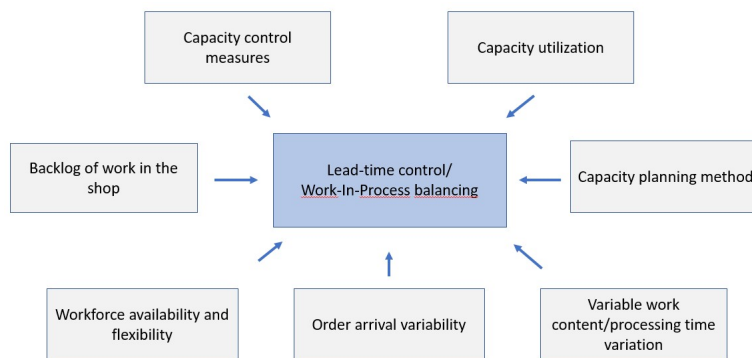 Capacity control
measures
Capacity utilization
Backlog of work in the
shop
Lead-time control/
Work-In-Process balancing
Capacity planning method
Workforce availability and
flexibility
Order arrival variability
Variable work
content/processing time
variation